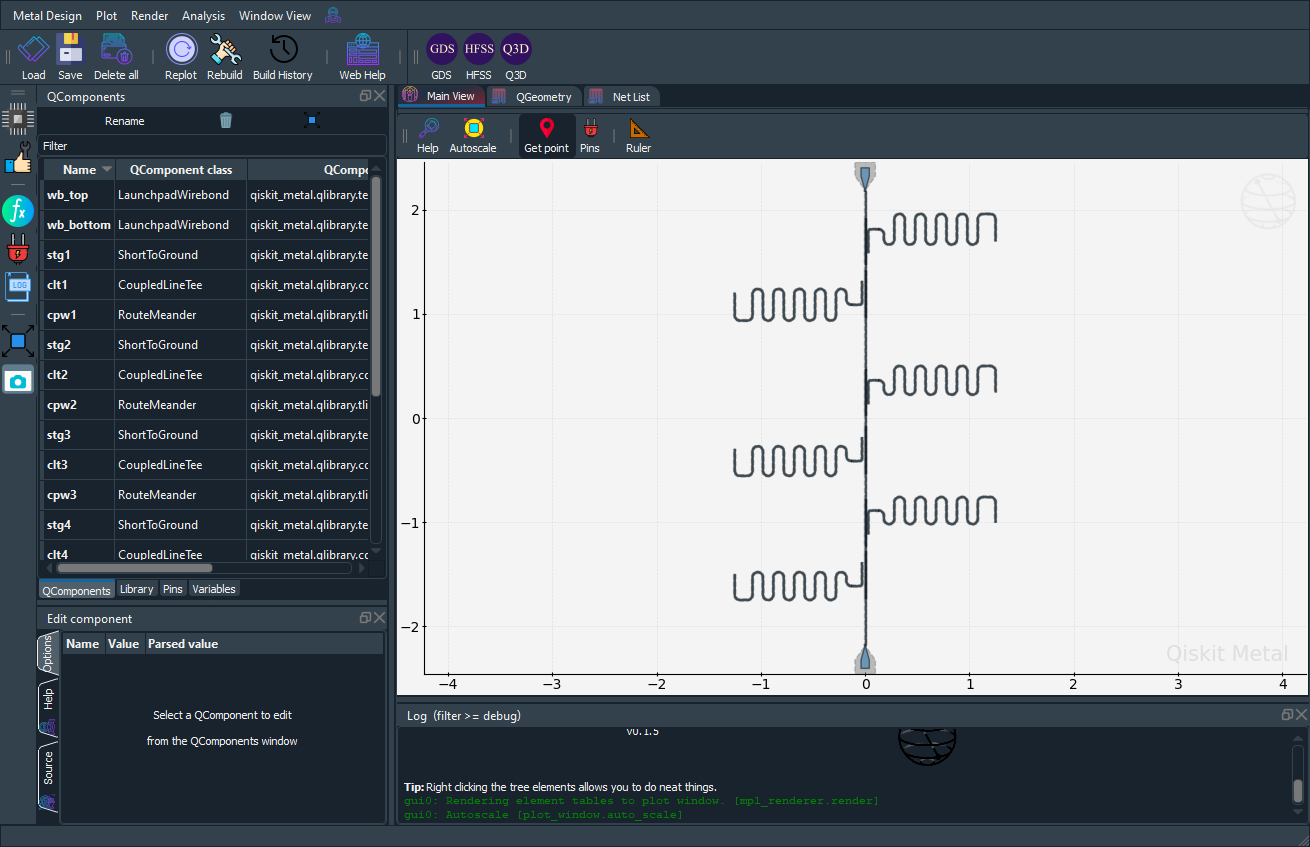 Metal Design Plot Render Analysis Window View
Load Save Delete all Replot Rebuild Build History Web Help
GDS HFSS Q3D
GDS HFSS Q3D
QComponents
Rename
Filter
Name QComponent class QCompo
wb_top LaunchpadWirebond qiskit_metal.qlibrary.te
wb_bottom LaunchpadWirebond qiskit_metal.qlibrary.te
stg1 ShortToGround qiskit_metal.qlibrary.te
clt1 CoupledLineTee qiskit_metal.qlibrary.cc
cpw1 RouteMeander qiskit_metal.qlibrary.tli
stg2 ShortToGround qiskit_metal.qlibrary.te
clt2 CoupledLineTee qiskit_metal.qlibrary.cc
cpw2 RouteMeander qiskit_metal.qlibrary.tli
stg3 ShortToGround qiskit_metal.qlibrary.te
clt3 CoupledLineTee qiskit_metal.qlibrary.cc
cpw3 RouteMeander qiskit_metal.qlibrary.tli
stg4 ShortToGround qiskit_metal.qlibrary.te
clt4 CoupledLineTee qiskit_metal.qlibrary.cc
QComponents Library Pins Variables
fx
LOG
Edit component
Options
Help
Source
Name Value Parsed value
Select a QComponent to edit
from the QComponents window
Main View QGeometry Net List
Help Autoscale Get point Pins Ruler
2
1
0
−1
−2
−4 −3 −2 −1 0 1 2 3 4
Qiskit Metal
Log (filter >= debug)
v0.1.5
Tip: Right clicking the tree elements allows you to do neat things.
gui0: Rendering element tables to plot window. [mpl_renderer.render]
gui0: Autoscale [plot_window.auto_scale]